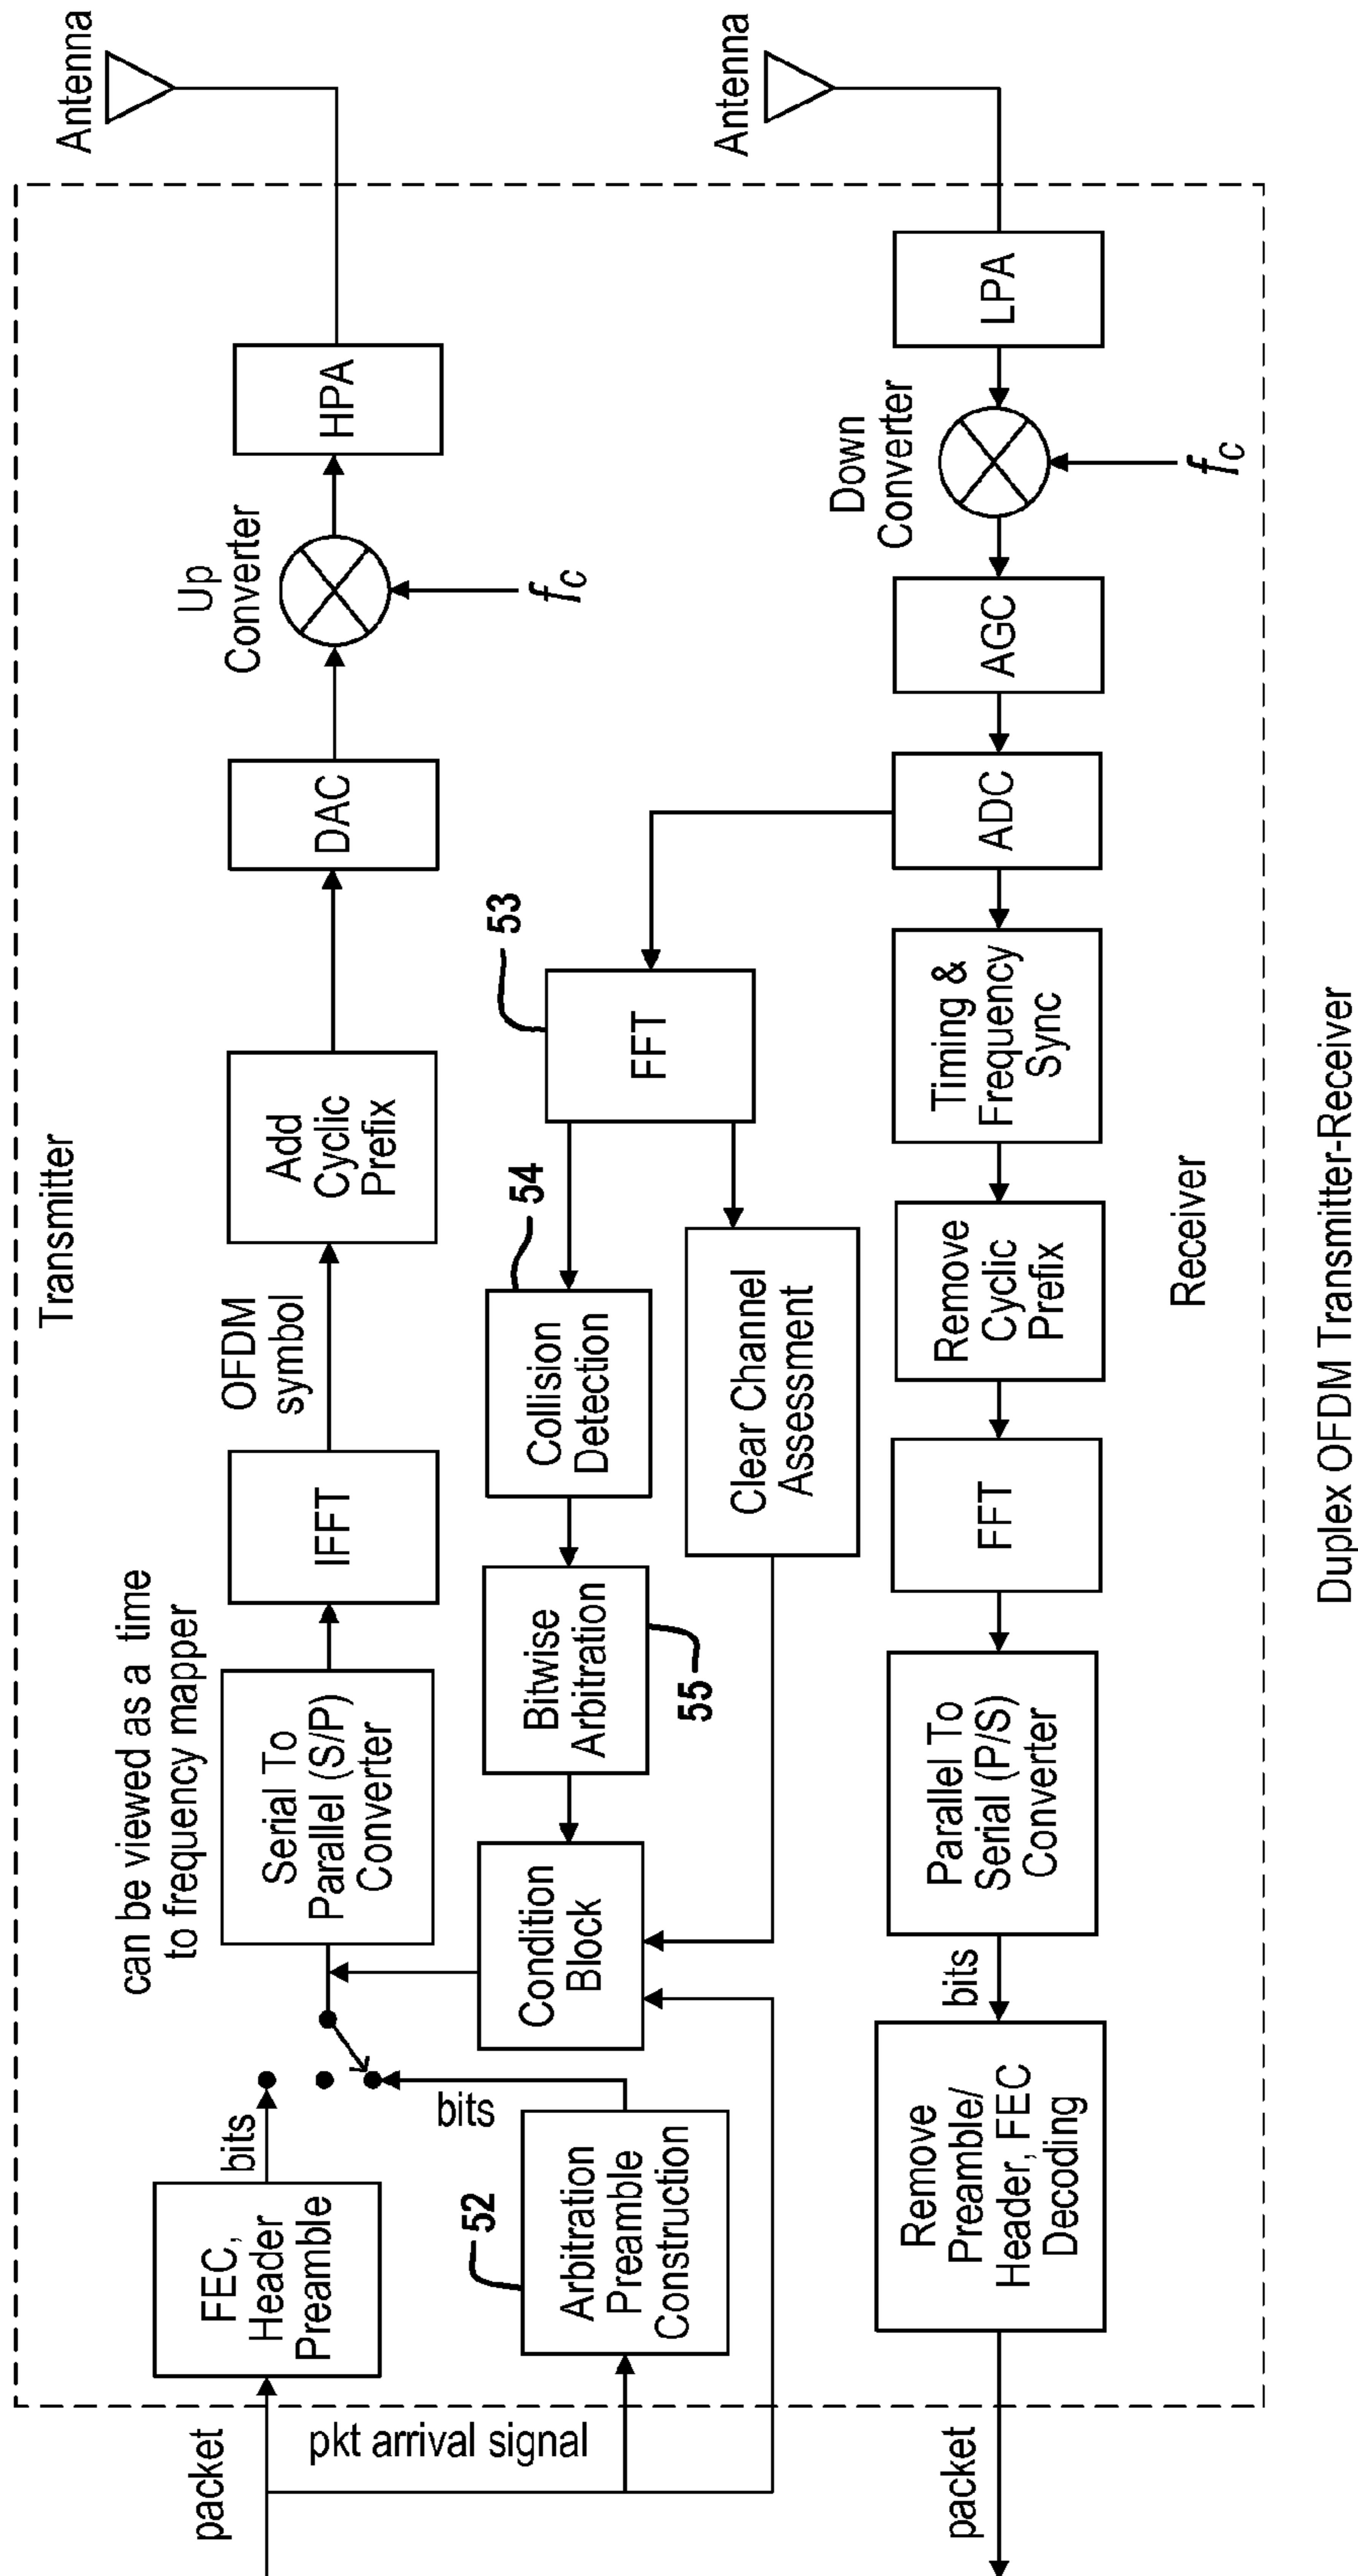 Transmitter
Antenna
can be viewed as a time
to frequency mapper
packet
FEC,
Header
Preamble
bits
Serial To
Parallel (S/P)
Converter
IFFT
OFDM
symbol
Add
Cyclic
Prefix
DAC
Up
Converter
fc
HPA
pkt arrival signal
52
Arbitration
Preamble
Construction
bits
Condition
Block
Bitwise
Arbitration
55
Collision
Detection
54
FFT
53
Clear Channel
Assessment
Antenna
packet
Remove
Preamble/
Header, FEC
Decoding
bits
Parallel To
Serial (P/S)
Converter
FFT
Remove
Cyclic
Prefix
Timing &
Frequency
Sync
ADC
AGC
Down
Converter
fc
LPA
Receiver
Duplex OFDM Transmitter-Receiver